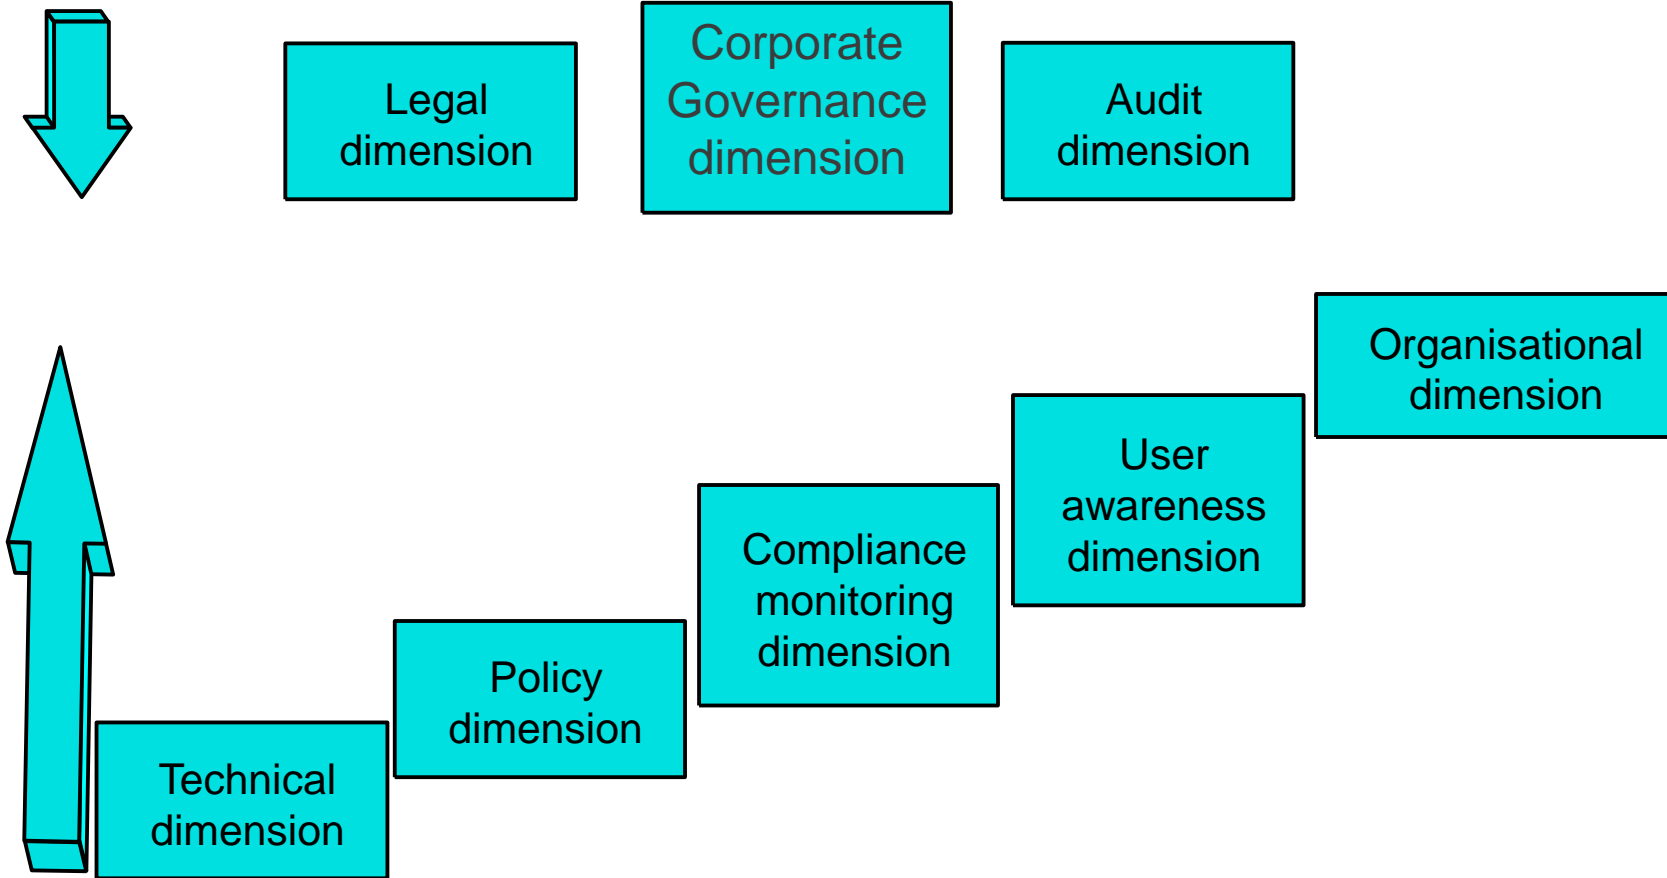 Legal
dimension
Corporate
Governance
dimension
Audit
dimension
Organisational
dimension
User
awareness
dimension
Compliance
monitoring
dimension
Policy
dimension
Technical
dimension